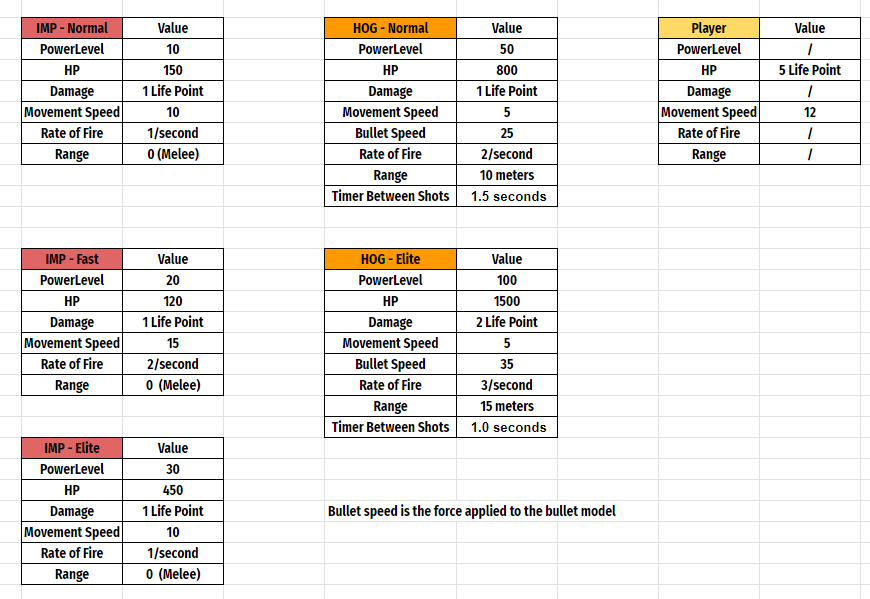 IMP - Normal Value
PowerLevel 10
HP 150
Damage 1 Life Point
Movement Speed 10
Rate of Fire 1/second
Range 0 (Melee)
HOG - Normal Value
PowerLevel 50
HP 800
Damage 1 Life Point
Movement Speed 5
Bullet Speed 25
Rate of Fire 2/second
Range 10 meters
Timer Between Shots 1.5 seconds
Player Value
PowerLevel /
HP 5 Life Point
Damage /
Movement Speed 12
Rate of Fire /
Range /
IMP - Fast Value
PowerLevel 20
HP 120
Damage 1 Life Point
Movement Speed 15
Rate of Fire 2/second
Range 0 (Melee)
HOG - Elite Value
PowerLevel 100
HP 1500
Damage 2 Life Point
Movement Speed 5
Bullet Speed 35
Rate of Fire 3/second
Range 15 meters
Timer Between Shots 1.0 seconds
IMP - Elite Value
PowerLevel 30
HP 450
Damage 1 Life Point
Movement Speed 10
Rate of Fire 1/second
Range 0 (Melee)
Bullet speed is the force applied to the bullet model